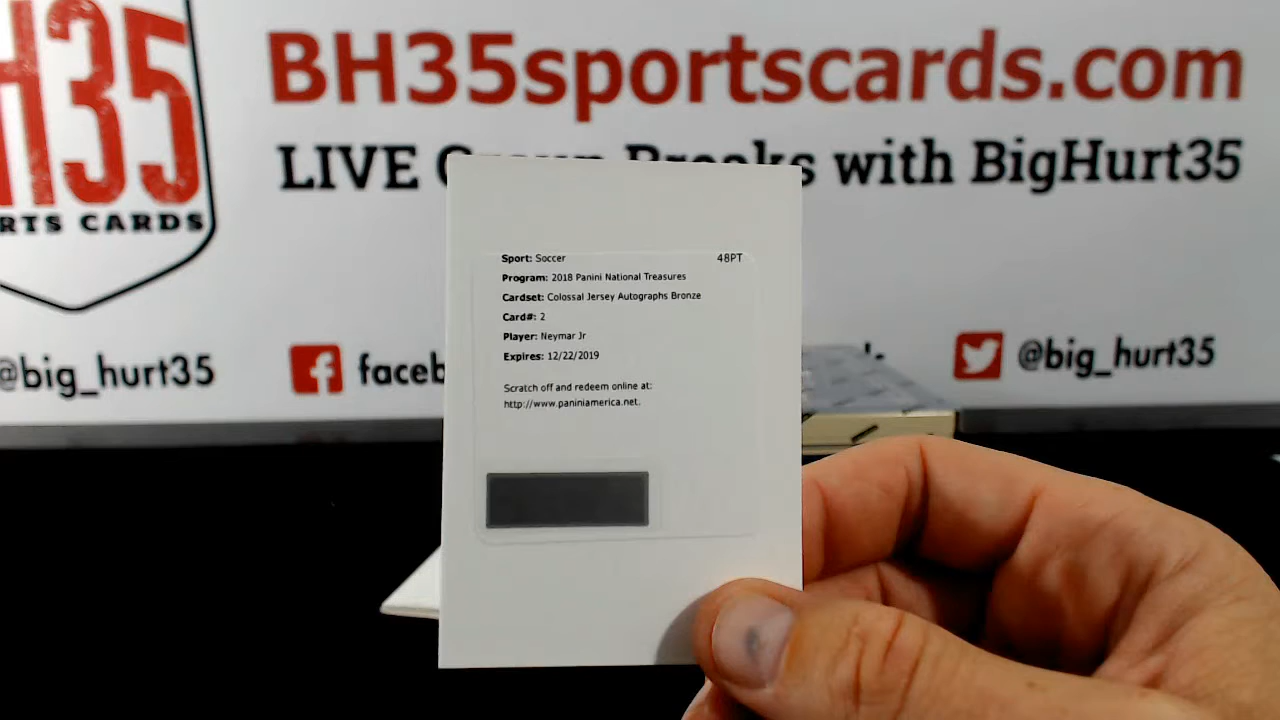 H35
RTS CARDS
BH35sportscards.com
LIVE Group Breaks with BigHurt35
@big_hurt35
faceb
@big_hurt35
Sport: Soccer 48PT
Program: 2018 Panini National Treasures
Cardset: Colossal Jersey Autographs Bronze
Card#: 2
Player: Neymar Jr
Expires: 12/22/2019
Scratch off and redeem online at:
http://www.paniniamerica.net.